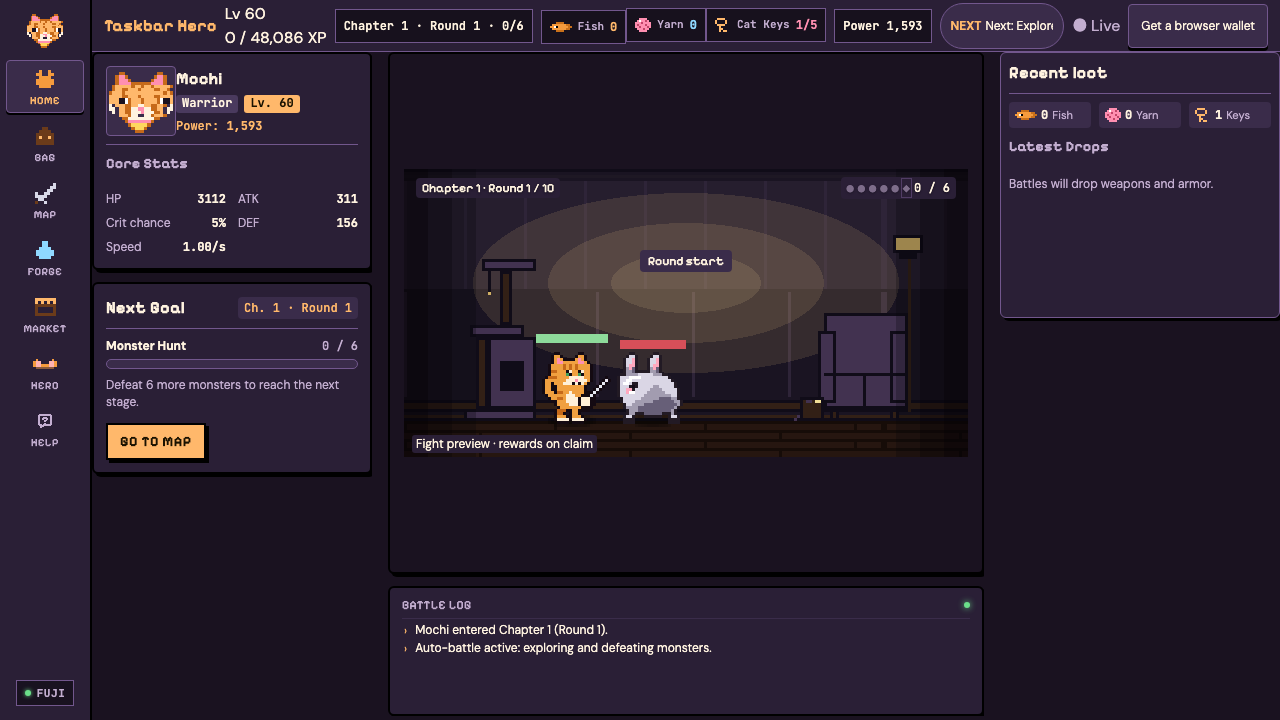 Taskbar Hero
Lv 60
0 / 48,086 XP
Chapter 1 · Round 1 · 0/6
Fish 0
Yarn 0
Cat Keys 1/5
Power 1,593
NEXT Next: Explor
Live
Get a browser wallet
HOME
BAG
MAP
FORGE
MARKET
HERO
HELP
FUJI
Mochi
Warrior Lv. 60
Power: 1,593
Core Stats
HP 3112 ATK 311
Crit chance 5% DEF 156
Speed 1.00/s
Next Goal Ch. 1 · Round 1
Monster Hunt 0 / 6
Defeat 6 more monsters to reach the next
stage.
GO TO MAP
Chapter 1 · Round 1 / 10
0 / 6
Round start
Fight preview · rewards on claim
BATTLE LOG
› Mochi entered Chapter 1 (Round 1).
› Auto-battle active: exploring and defeating monsters.
Recent loot
0 Fish
0 Yarn
1 Keys
Latest Drops
Battles will drop weapons and armor.